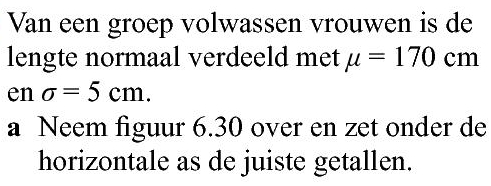 Van een groep volwassen vrouwen is de
lengte normaal verdeeld met μ = 170 cm
en σ = 5 cm.
a Neem figuur 6.30 over en zet onder de
horizontale as de juiste getallen.